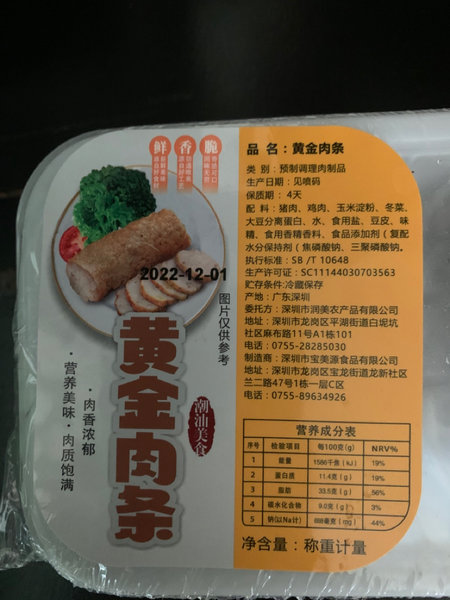 鲜
香
脆
2022-12-01
图片仅供参考
黄金肉条
潮汕美食
·肉香浓郁
·营养美味·肉质饱满
品 名：黄金肉条
类 别：预制调理肉制品
生产日期：见喷码
保质期： 4天
配 料：猪肉、鸡肉、玉米淀粉、冬菜、
大豆分离蛋白、水、食用盐、豆皮、味
精、食用香精香料、食品添加剂（复配
水分保持剂（焦磷酸钠、三聚磷酸钠。
执行标准：SB /T 10648
生产许可证：SC11144030703563
贮存条件:冷藏保存
产地：广东深圳
委托方：深圳市润美农产品有限公司
地址：深圳市龙岗区平湖街道白坭坑
社区麻布路11号A1栋101
电话：0755-28285030
制造商：深圳市宝美源食品有限公司
地址：深圳市龙岗区宝龙街道龙新社区
兰二路47号1栋一层C区
电话：0755-89634926
营养成分表
序号 检验项目 每100克(g) NRV%
1 能量 1586千焦（kJ） 19%
2 蛋白质 11.4克（g） 19%
3 脂肪 33.5克（g） 56%
4 碳水化合物 9.0克（g） 3%
5 钠(以Na计) 888毫克（mg） 44%
净含量：称重计量